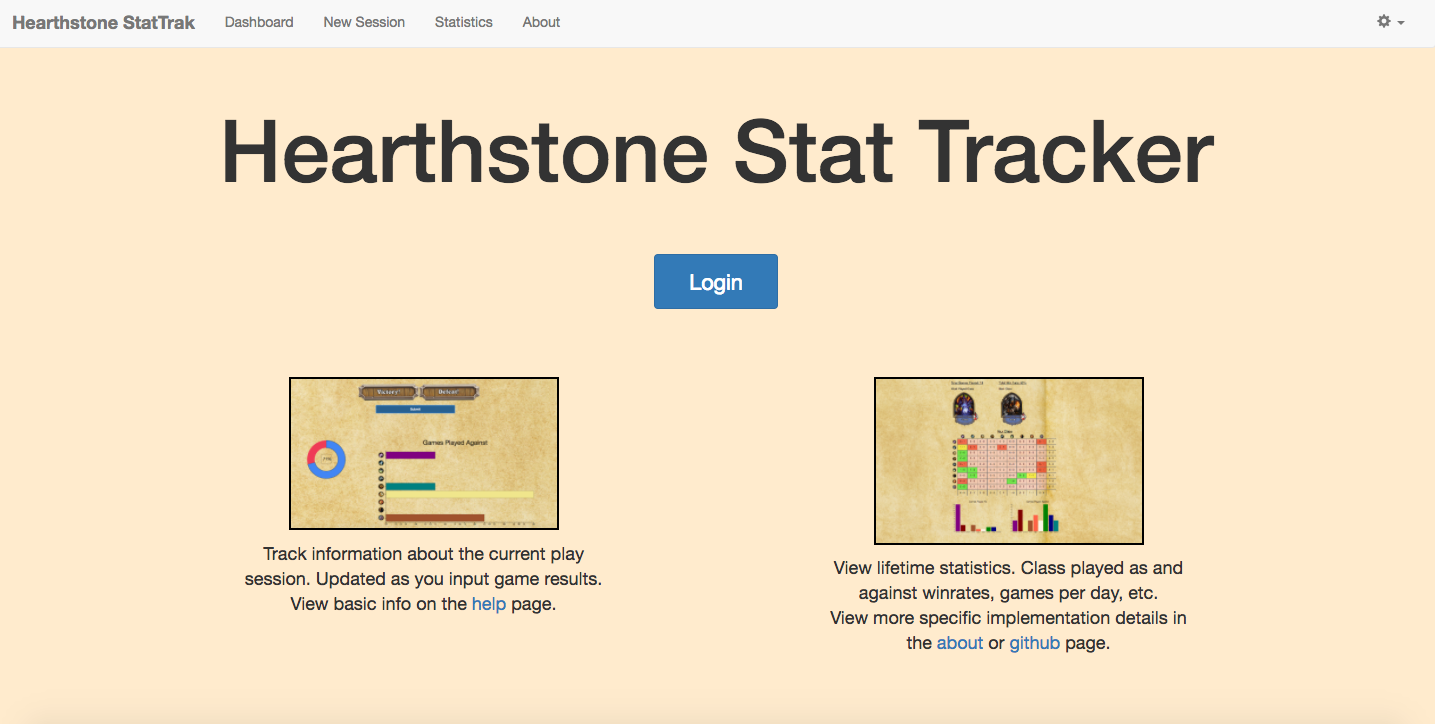 Hearthstone StatTrak Dashboard New Session Statistics About
Hearthstone Stat Tracker
Login
Victory Defeat
Games Played Against
Track information about the current play
session. Updated as you input game results.
View basic info on the help page.
View lifetime statistics. Class played as and
against winrates, games per day, etc.
View more specific implementation details in
the about or github page.